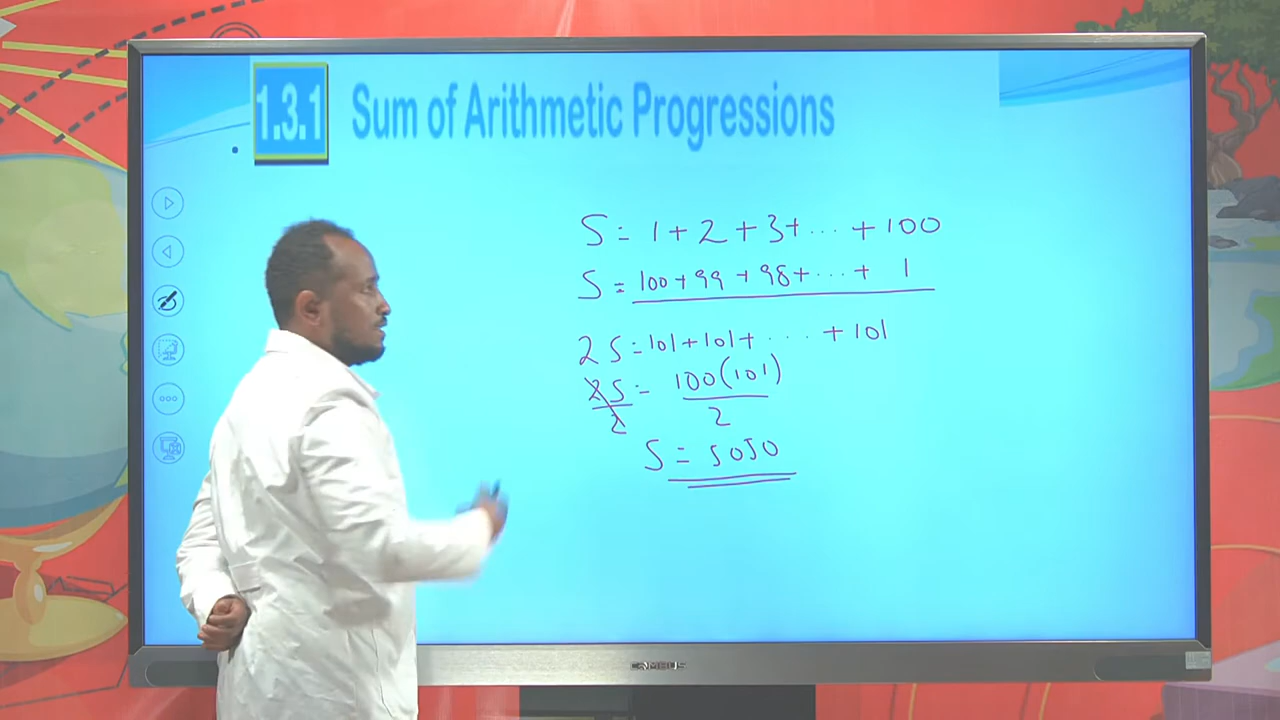 1.3.1 Sum of Arithmetic Progressions
S = 1 + 2 + 3 + ... + 100
S = 100 + 99 + 98 + ... + 1
2S = 101 + 101 + .... + 101
2S/2 = 100(101)/2
S = 5050
CAMBUS